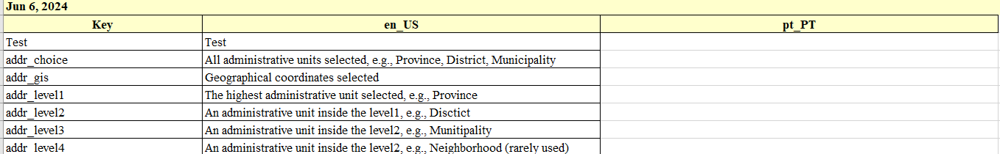 Jun 6, 2024
Key en_US pt_PT
Test Test
addr_choice All administrative units selected, e.g., Province, District, Municipality
addr_gis Geographical coordinates selected
addr_level1 The highest administrative unit selected, e.g., Province
addr_level2 An administrative unit inside the level1, e.g., Disctict
addr_level3 An administrative unit inside the level2, e.g., Munitipality
addr_level4 An administrative unit inside the level2, e.g., Neighborhood (rarely used)